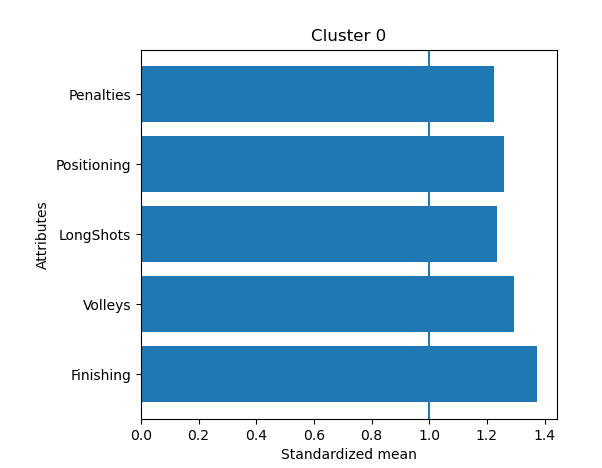 Cluster 0
Penalties
Positioning
LongShots
Volleys
Finishing
Attributes
0.0 0.2 0.4 0.6 0.8 1.0 1.2 1.4
Standardized mean